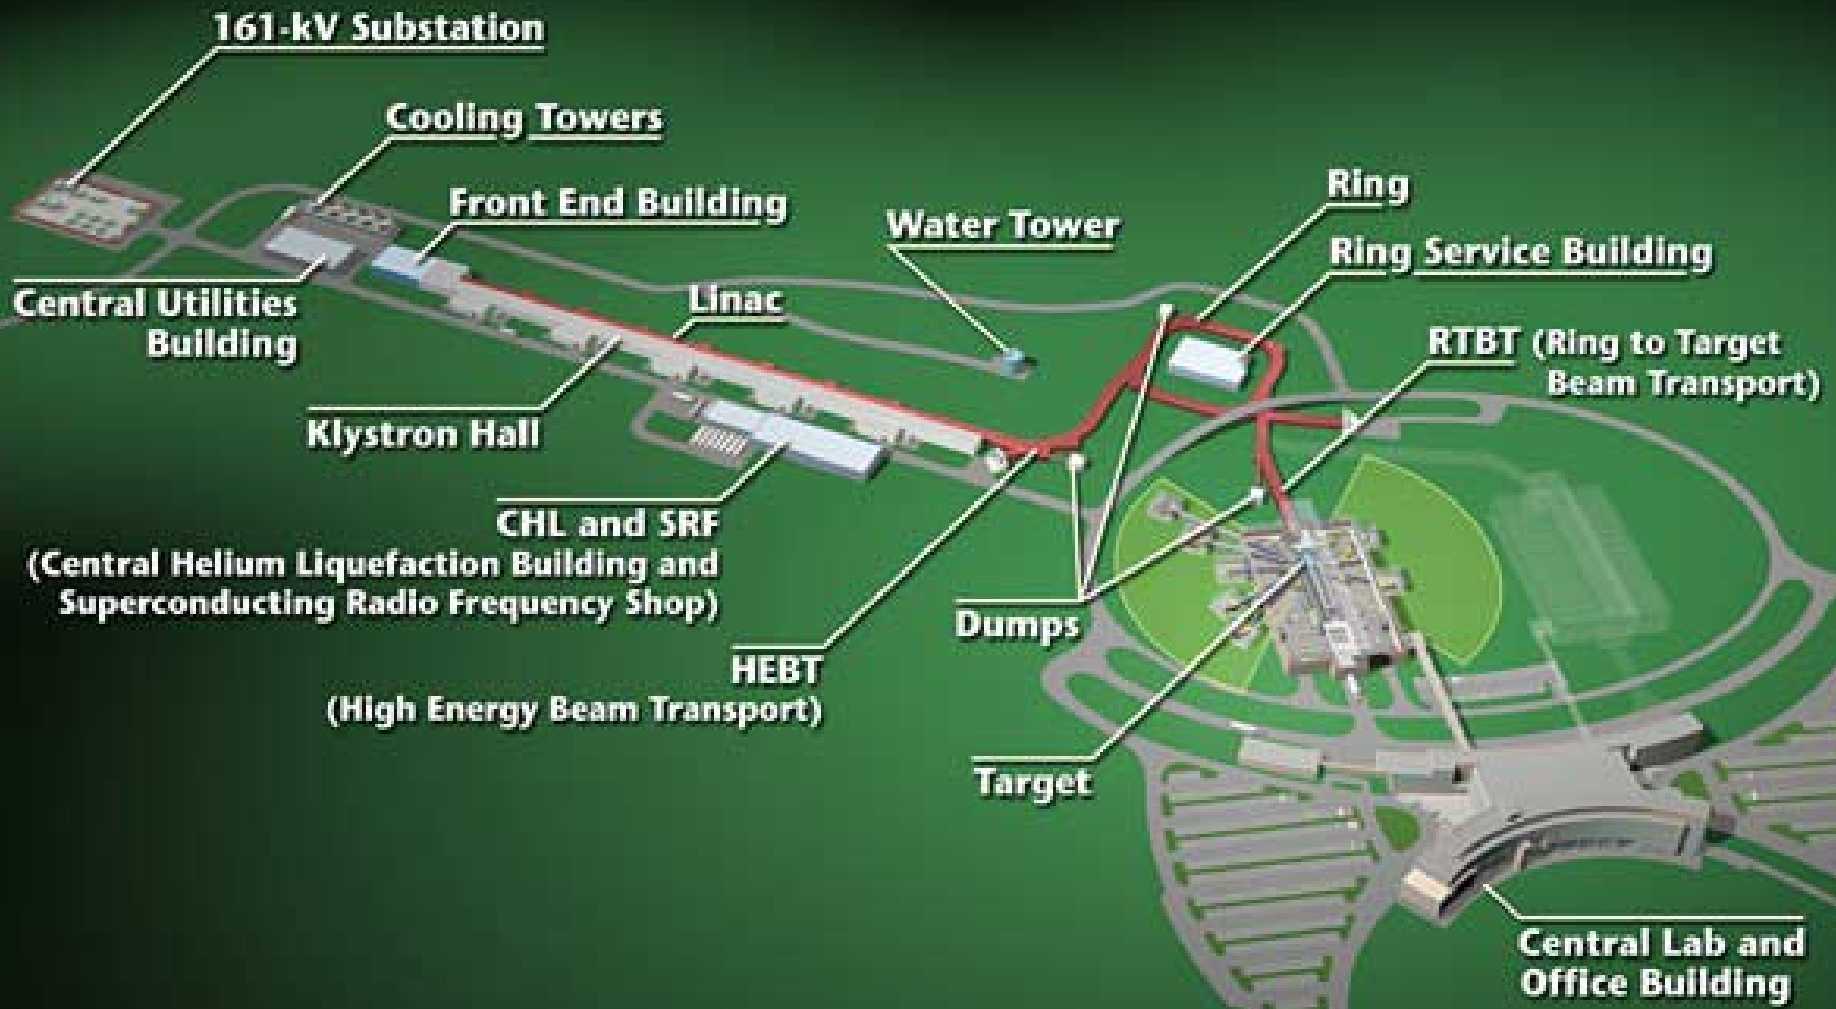 161-kV Substation
Cooling Towers
Front End Building
Water Tower
Ring
Ring Service Building
Central Utilities
Building
Linac
RTBT (Ring to Target
Beam Transport)
Klystron Hall
CHL and SRF
(Central Helium Liquefaction Building and
Superconducting Radio Frequency Shop)
Dumps
HEBT
(High Energy Beam Transport)
Target
Central Lab and
Office Building